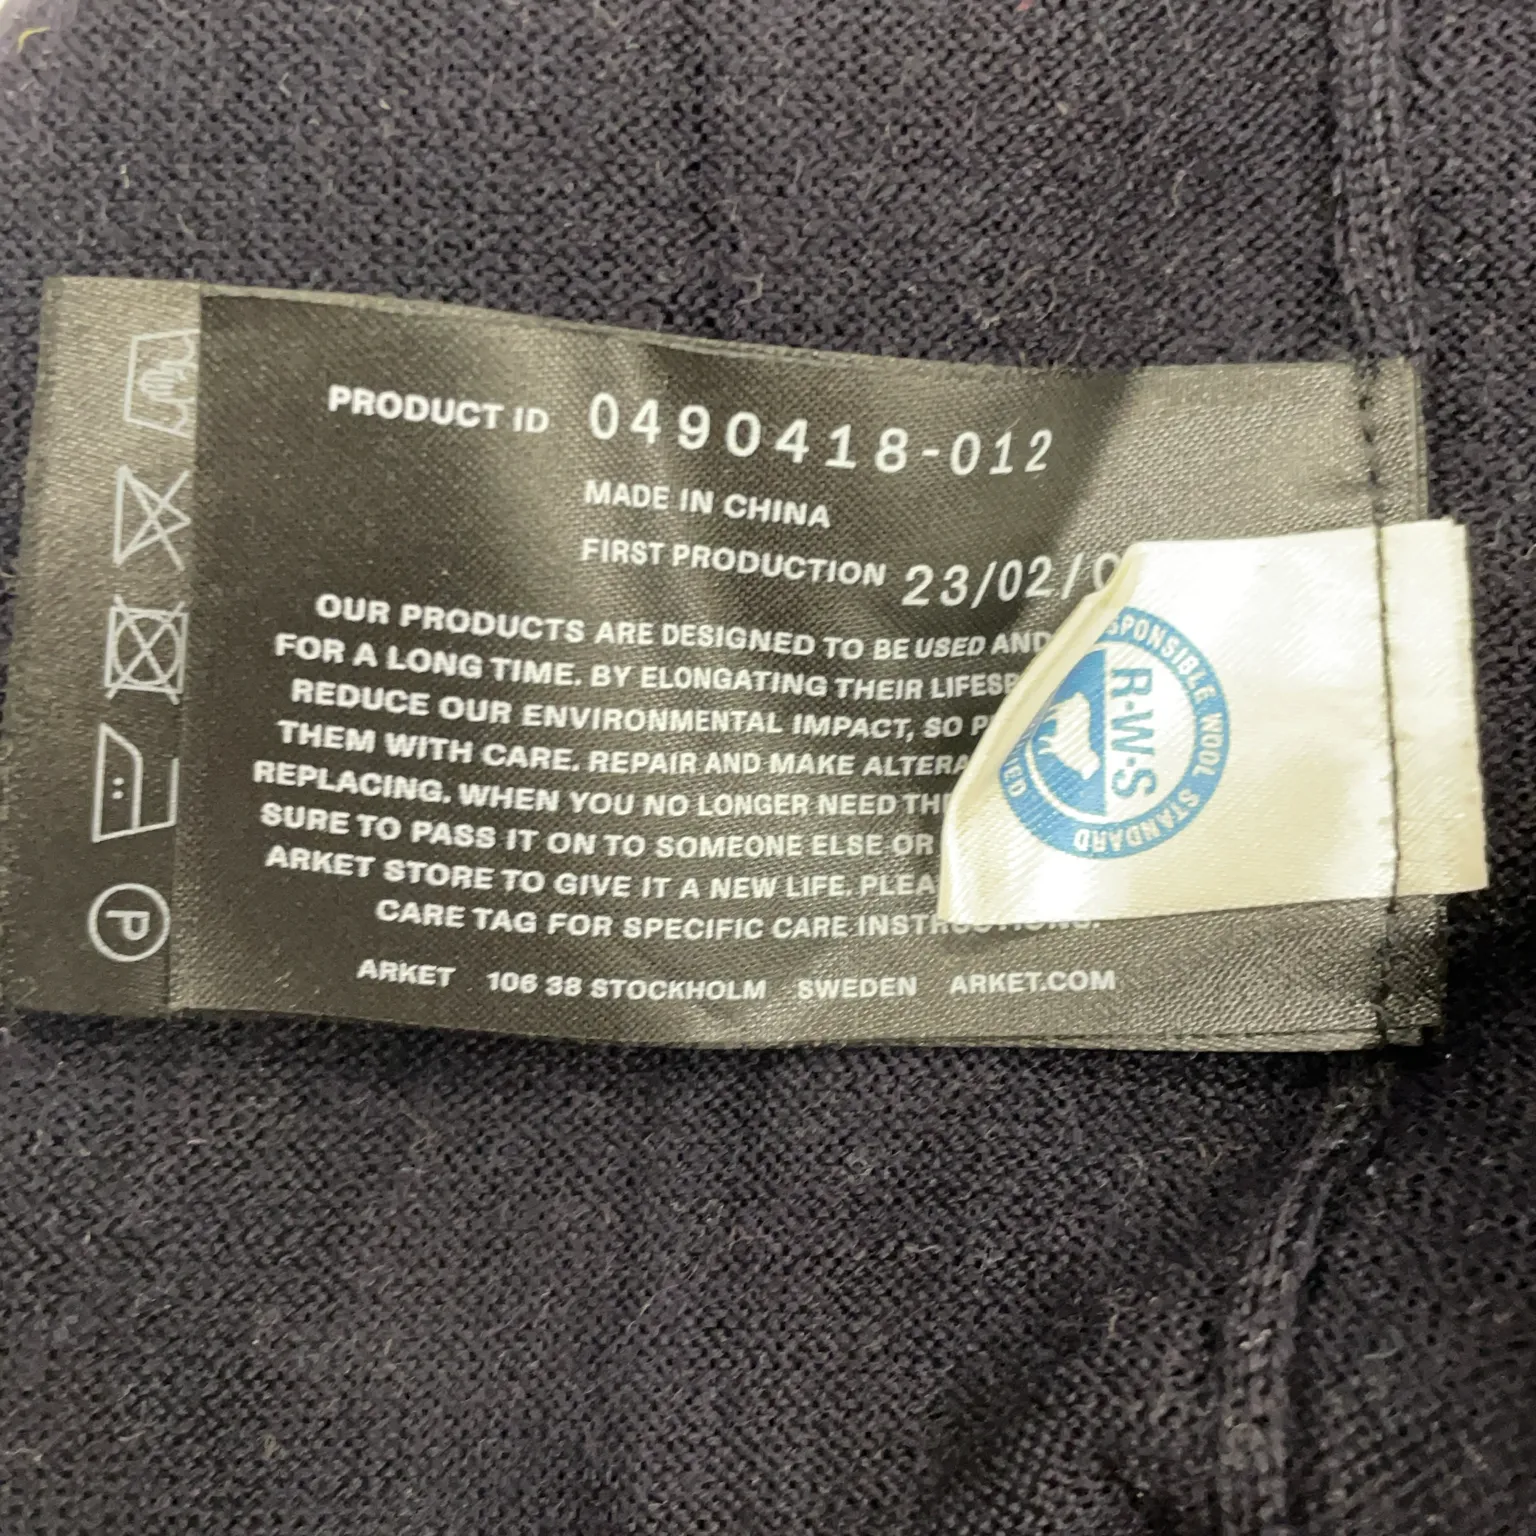 PRODUCT ID 0490418-012
MADE IN CHINA
FIRST PRODUCTION 23/02/
OUR PRODUCTS ARE DESIGNED TO BE USED AND
FOR A LONG TIME. BY ELONGATING THEIR
REDUCE OUR ENVIRONMENTAL IMPACT, SO
THEM WITH CARE. REPAIR AND MAKE
REPLACING. WHEN YOU NO LONGER NEED
SURE TO PASS IT ON TO SOMEONE ELSE OR
ARKET STORE TO GIVE IT A NEW LIFE.
CARE TAG FOR SPECIFIC CARE
ARKET 106 38 STOCKHOLM SWEDEN ARKET.COM
R·W·S
WOOL STANDARD
P